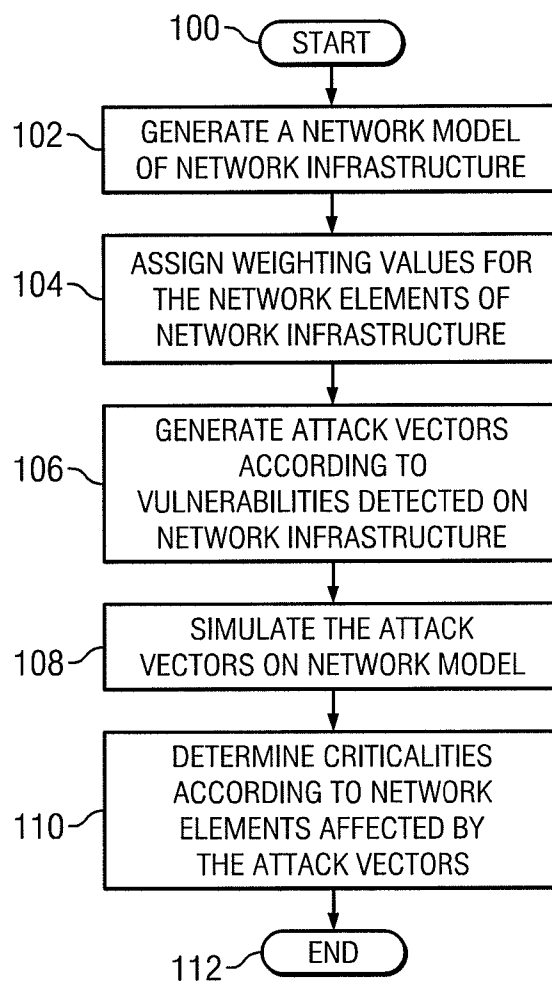 100
START
102
GENERATE A NETWORK MODEL
OF NETWORK INFRASTRUCTURE
104
ASSIGN WEIGHTING VALUES FOR
THE NETWORK ELEMENTS OF
NETWORK INFRASTRUCTURE
106
GENERATE ATTACK VECTORS
ACCORDING TO
VULNERABILITIES DETECTED ON
NETWORK INFRASTRUCTURE
108
SIMULATE THE ATTACK
VECTORS ON NETWORK MODEL
110
DETERMINE CRITICALITIES
ACCORDING TO NETWORK
ELEMENTS AFFECTED BY
THE ATTACK VECTORS
112
END